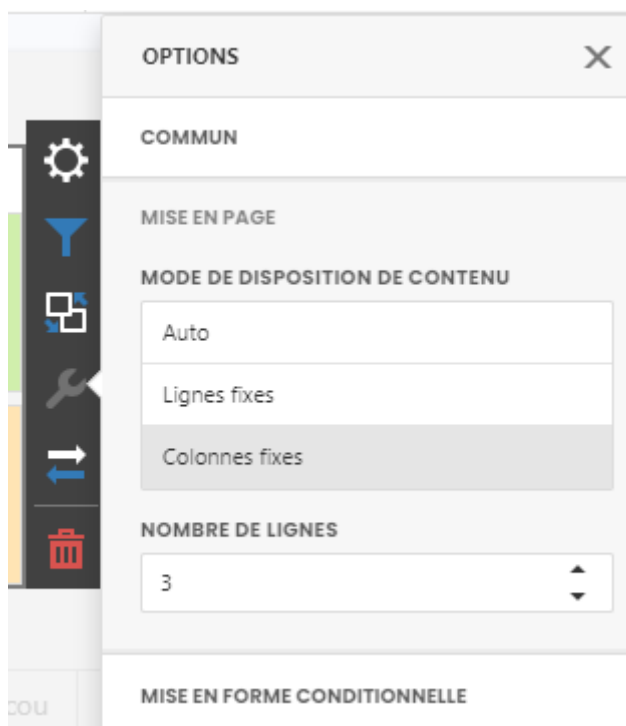 OPTIONS
COMMUN
MISE EN PAGE
MODE DE DISPOSITION DE CONTENU
Auto
Lignes fixes
Colonnes fixes
NOMBRE DE LIGNES
3
MISE EN FORME CONDITIONNELLE
cou